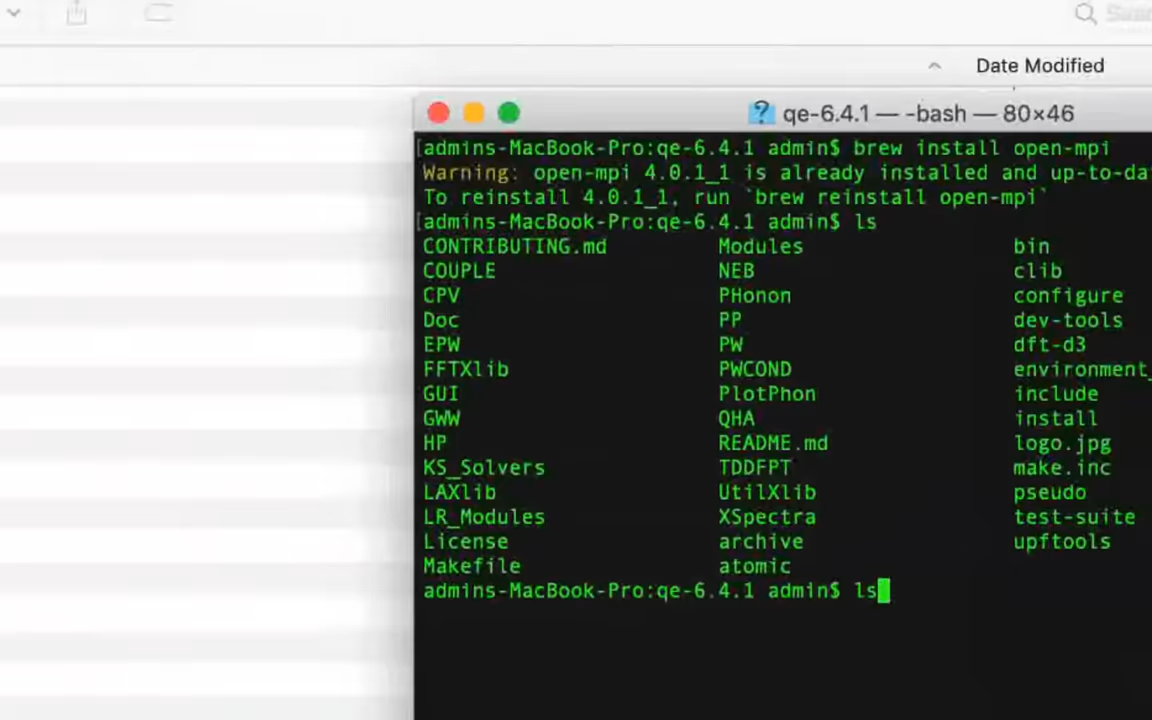 Date Modified
qe-6.4.1 — -bash — 80×46
[admins-MacBook-Pro:qe-6.4.1 admin$ brew install open-mpi
Warning: open-mpi 4.0.1_1 is already installed and up-to-da
To reinstall 4.0.1_1, run `brew reinstall open-mpi`
[admins-MacBook-Pro:qe-6.4.1 admin$ ls
CONTRIBUTING.md Modules bin
COUPLE NEB clib
CPV PHonon configure
Doc PP dev-tools
EPW PW dft-d3
FFTXlib PWCOND environment_
GUI PlotPhon include
GWW QHA install
HP README.md logo.jpg
KS_Solvers TDDFPT make.inc
LAXlib UtilXlib pseudo
LR_Modules XSpectra test-suite
License archive upftools
Makefile atomic
admins-MacBook-Pro:qe-6.4.1 admin$ ls